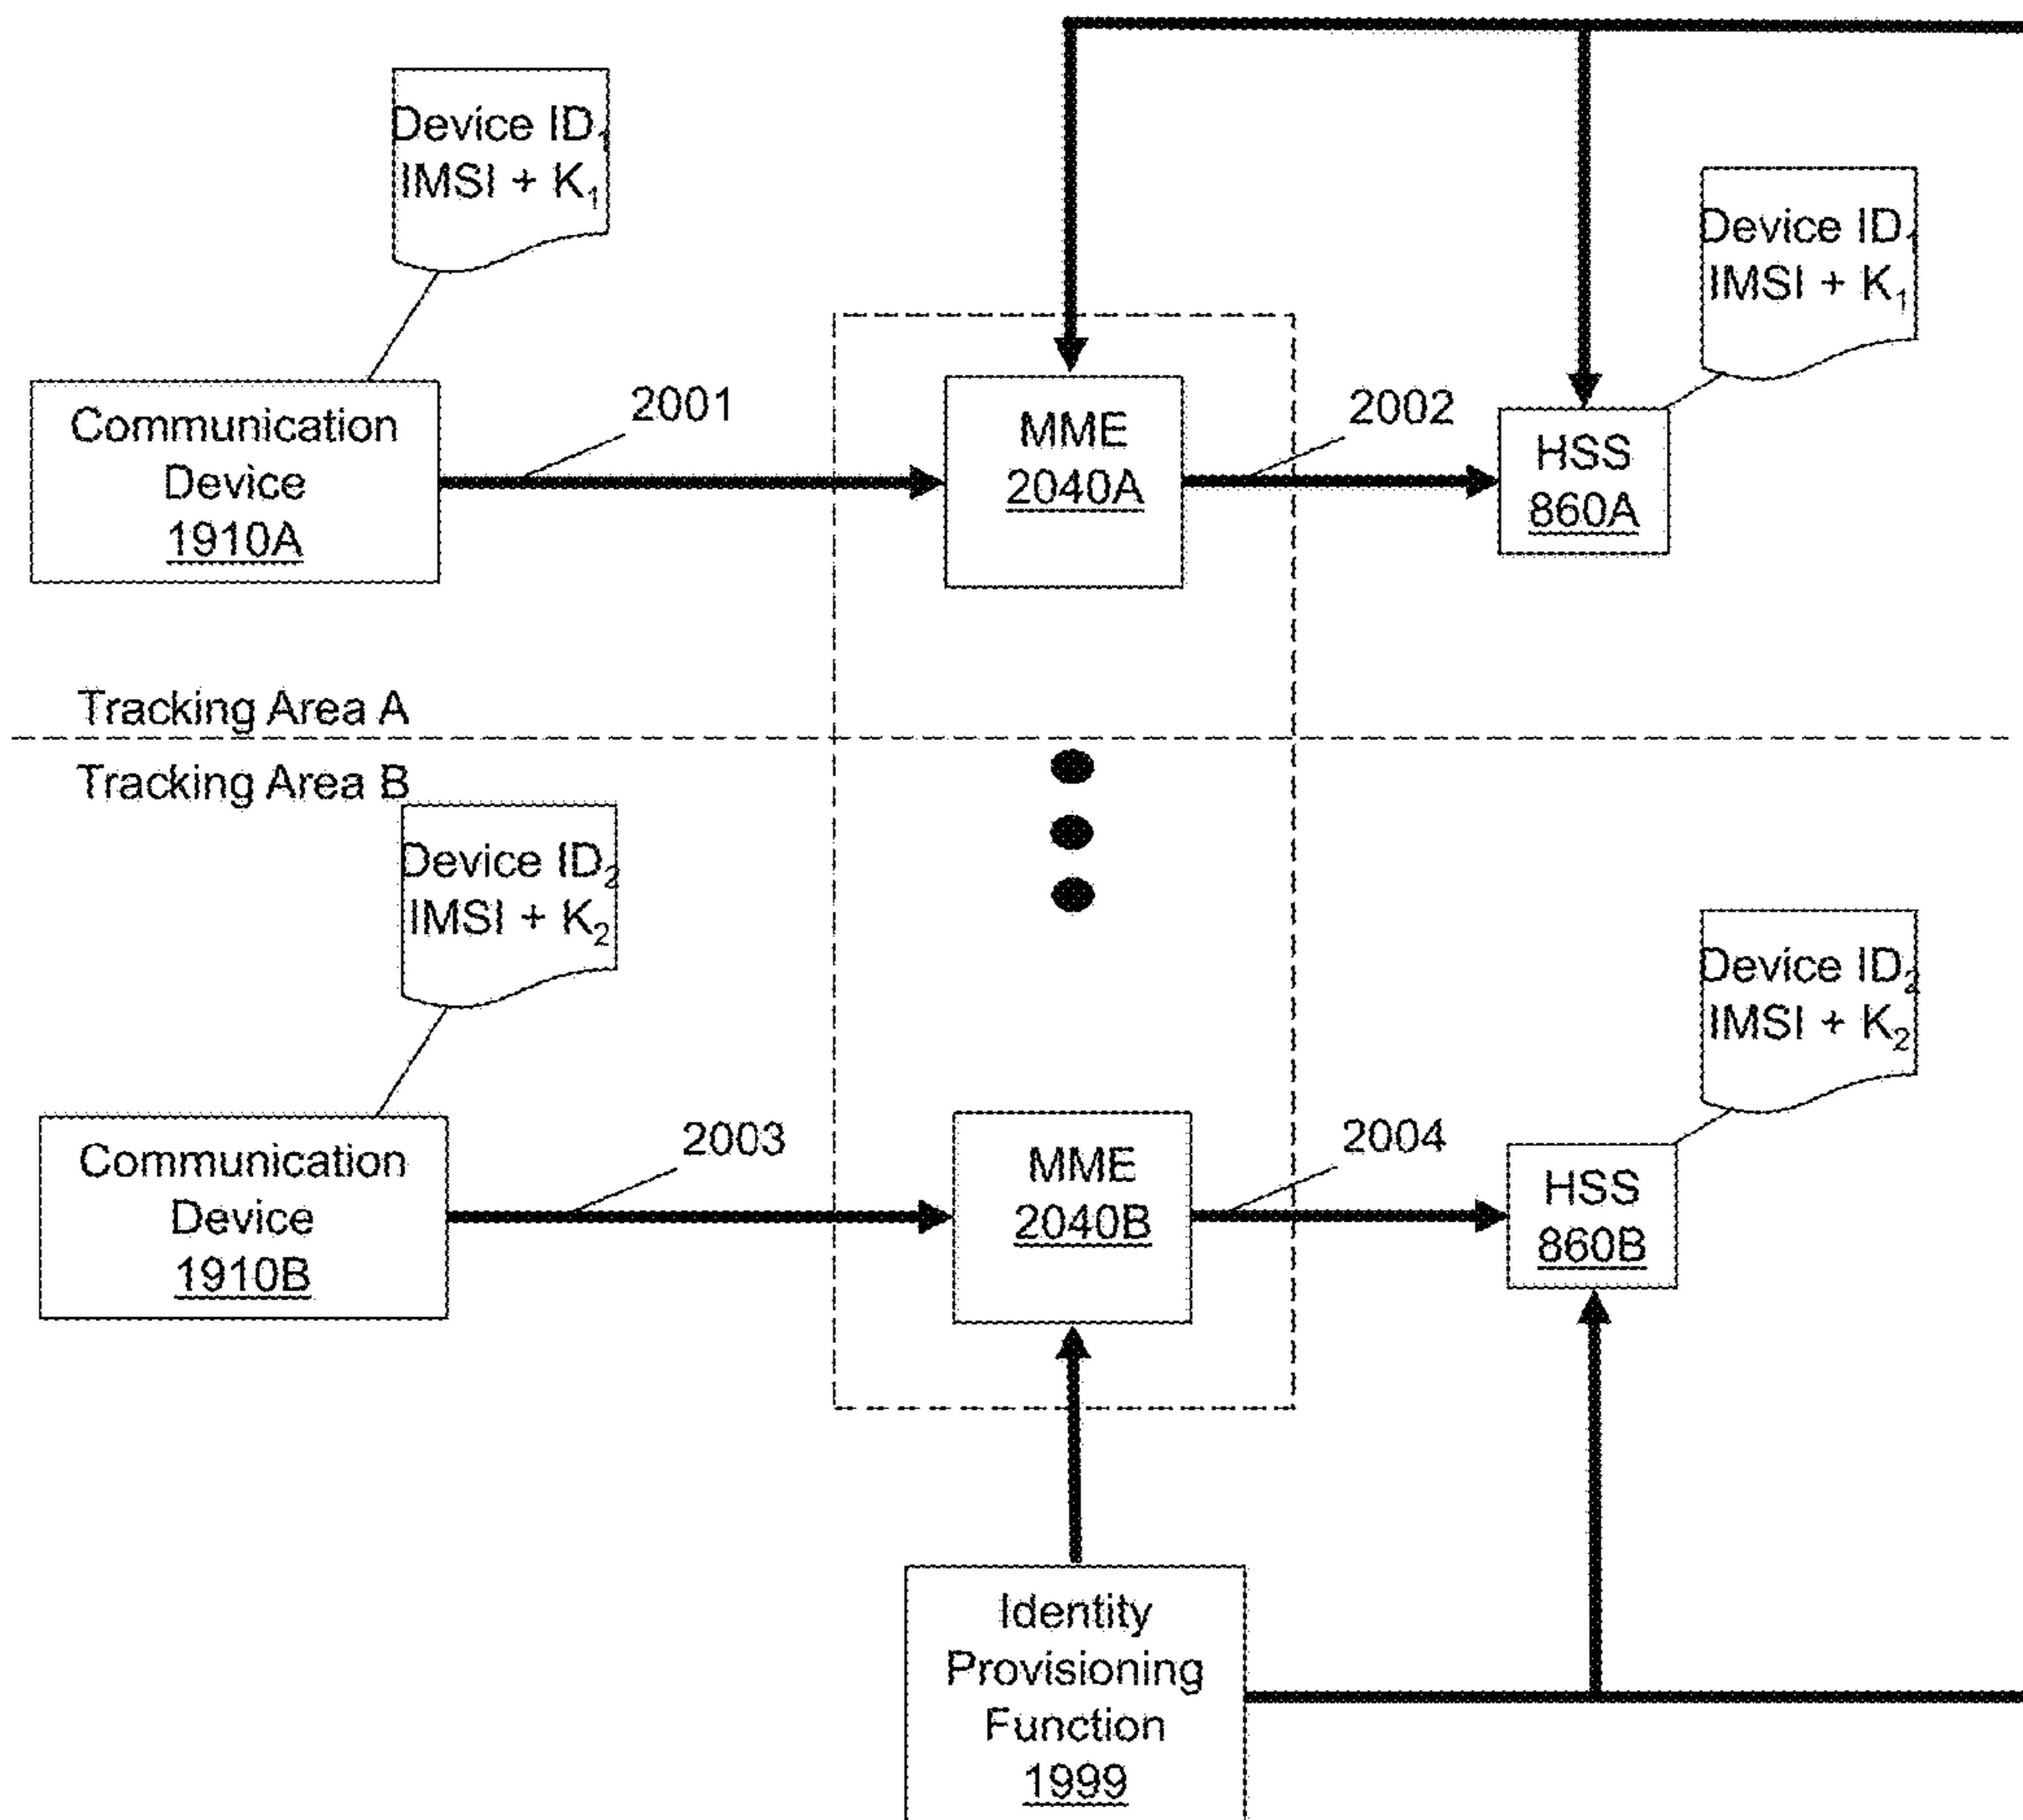 Device ID₁
IMSI + K₁
Device ID₁
IMSI + K₁
Communication
Device
1910A
2001
MME
2040A
2002
HSS
860A
Tracking Area A
Tracking Area B
Device ID₂
IMSI + K₂
Device ID₂
IMSI + K₂
Communication
Device
1910B
2003
MME
2040B
2004
HSS
860B
Identity
Provisioning
Function
1999